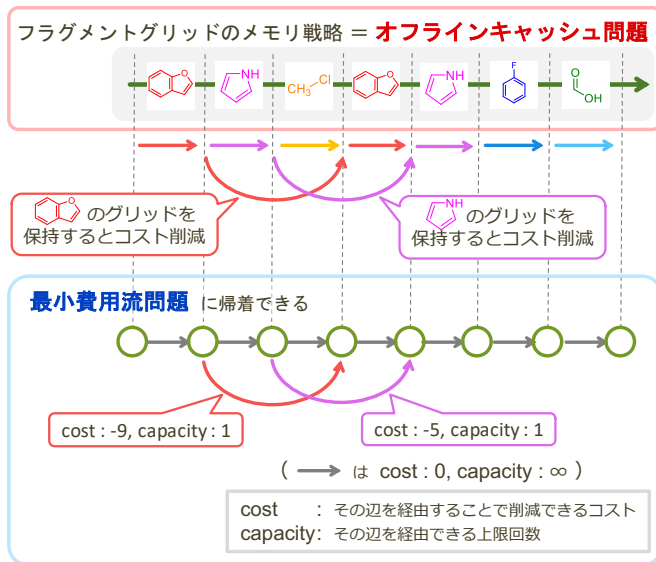 フラグメントグリッドのメモリ戦略 = オフラインキャッシュ問題
O
NH
CH₃
Cl
O
NH
F
O
OH
O
のグリッドを
保持するとコスト削減
NH
のグリッドを
保持するとコスト削減
最小費用流問題 に帰着できる
cost : -9, capacity : 1
cost : -5, capacity : 1
( は cost : 0, capacity : ∞ )
cost : その辺を経由することで削減できるコスト
capacity: その辺を経由できる上限回数